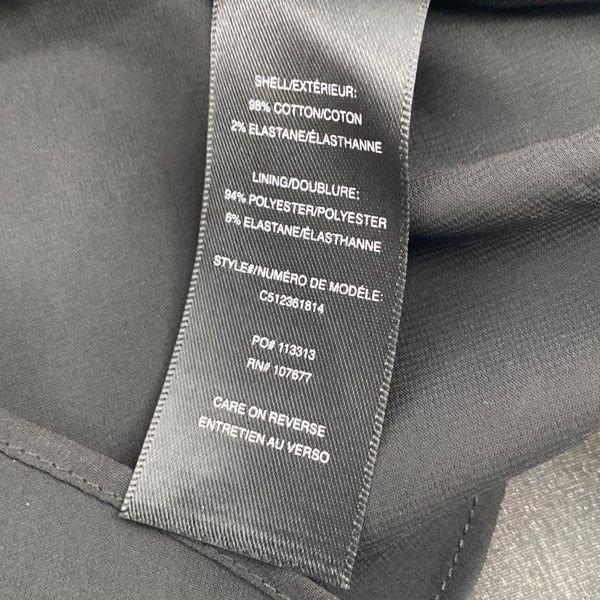 SHELL/EXTÉRIEUR:
98% COTTON/COTON
2% ELASTANE/ÉLASTHANNE
LINING/DOUBLURE:
94% POLYESTER/POLYESTER
6% ELASTANE/ÉLASTHANNE
STYLE#/NUMÉRO DE MODÈLE:
C512361814
PO# 113313
RN# 107677
CARE ON REVERSE
ENTRETIEN AU VERSO